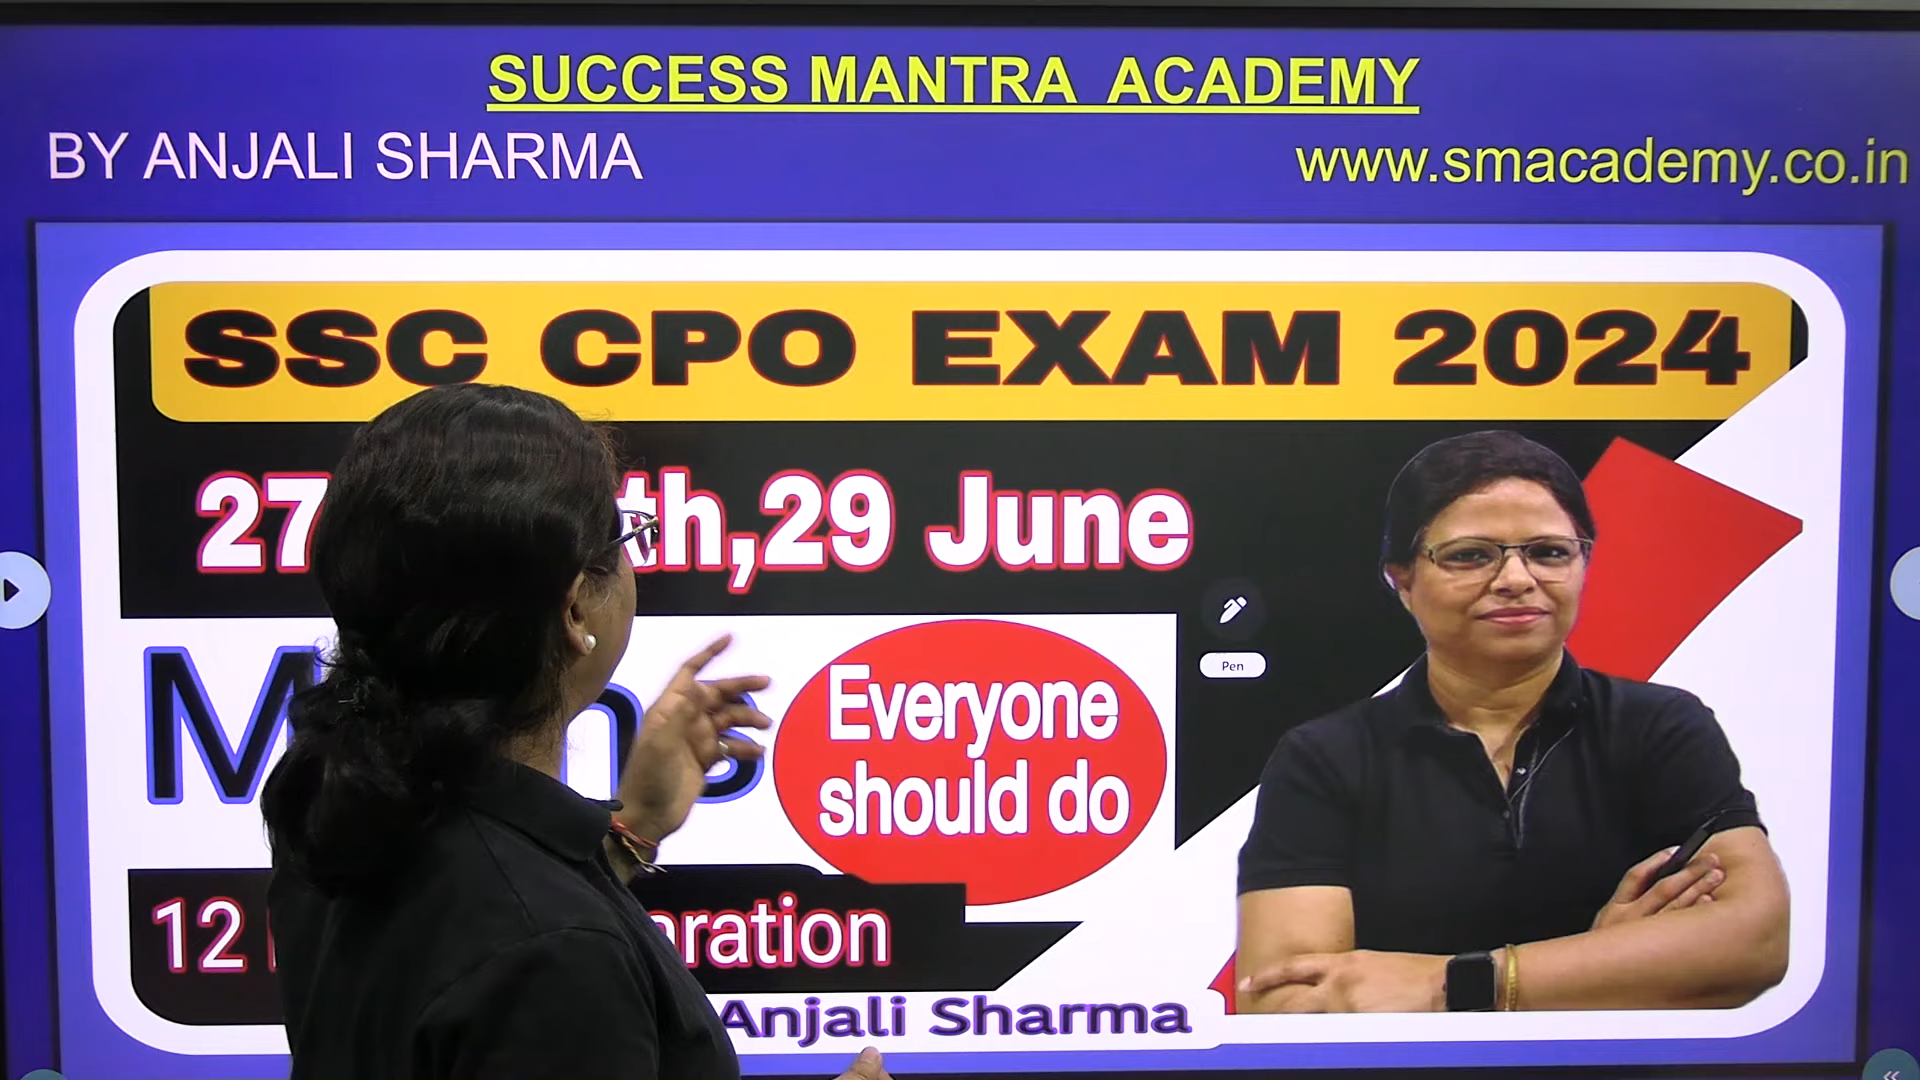 SUCCESS MANTRA ACADEMY
BY ANJALI SHARMA
www.smacademy.co.in
SSC CPO EXAM 2024
27 th,29 June
Everyone
should do
Pen
12
Anjali Sharma